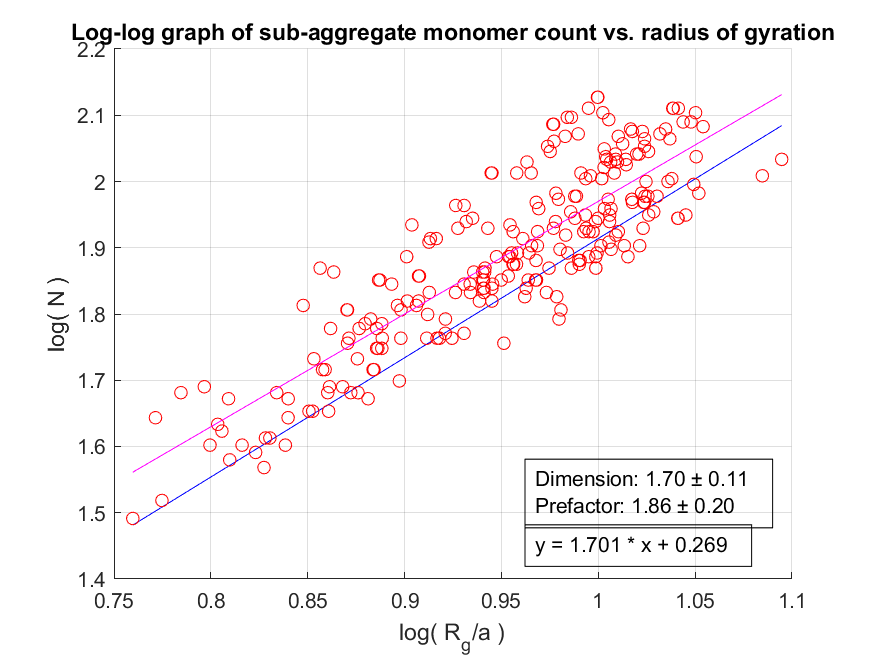 Log-log graph of sub-aggregate monomer count vs. radius of gyration
2.2
2.1
2
1.9
1.8
1.7
1.6
1.5
1.4
log( N )
Dimension: 1.70 ± 0.11
Prefactor: 1.86 ± 0.20
y = 1.701 * x + 0.269
0.75 0.8 0.85 0.9 0.95 1 1.05 1.1
log( R_g/a )